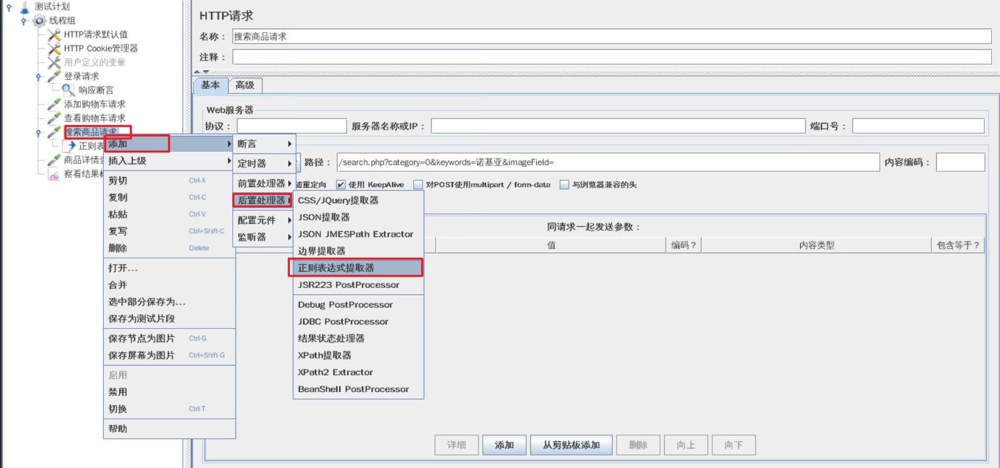 测试计划
线程组
HTTP请求默认值
HTTP Cookie管理器
用户定义的变量
登录请求
响应断言
添加购物车请求
查看购物车请求
搜索商品请求
正则表
商品详情
察看结果
添加
插入上级
剪切 Ctrl-X
复制 Ctrl-C
粘贴 Ctrl-V
复写 Ctrl+Shift-C
删除 Delete
打开...
合并
选中部分保存为...
保存为测试片段
保存节点为图片 Ctrl-G
保存屏幕为图片 Ctrl+Shift-G
启用
禁用
切换 Ctrl-T
帮助
断言
定时器
前置处理器
后置处理器
配置元件
监听器
CSS/JQuery提取器
JSON提取器
JSON JMESPath Extractor
边界提取器
正则表达式提取器
JSR223 PostProcessor
Debug PostProcessor
JDBC PostProcessor
结果状态处理器
XPath提取器
XPath2 Extractor
BeanShell PostProcessor
HTTP请求
名称： 搜索商品请求
注释：
基本 高级
Web服务器
协议： 服务器名称或IP： 端口号：
路径： /search.php?category=0&keywords=诺基亚&imageField= 内容编码：
随重定向 使用 KeepAlive 对POST使用multipart / form-data 与浏览器兼容的头
同请求一起发送参数：
值 编码？ 内容类型 包含等于？
详细 添加 从剪贴板添加 删除 向上 向下